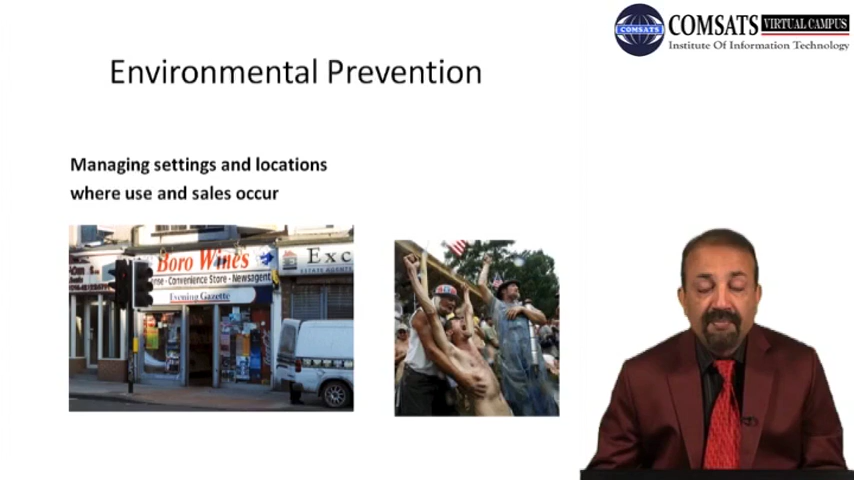 COMSATS VIRTUAL CAMPUS
COMSATS
Institute Of Information Technology
Environmental Prevention
Managing settings and locations
where use and sales occur
Boro Wines
Convenience Store - Newsagent
Evening Gazette
Exc
ESTATE AGENTS